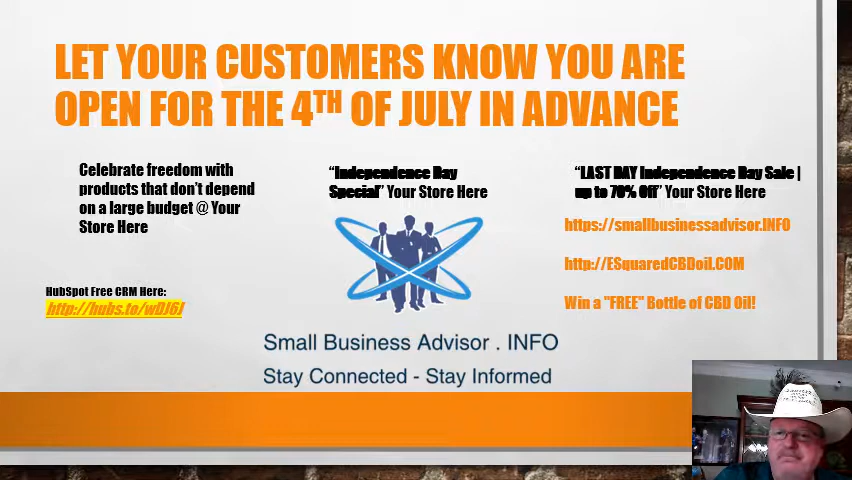 LET YOUR CUSTOMERS KNOW YOU ARE
OPEN FOR THE 4TH OF JULY IN ADVANCE
Celebrate freedom with
products that don't depend
on a large budget @ Your
Store Here
“Independence Day
Special” Your Store Here
“LAST DAY Independence Day Sale |
up to 70% Off” Your Store Here
https://smallbusinessadvisor.INFO
http://ESquaredCBDoil.COM
Win a "FREE" Bottle of CBD Oil!
HubSpot Free CRM Here:
http://hubs.to/wDJ6J
Small Business Advisor . INFO
Stay Connected - Stay Informed